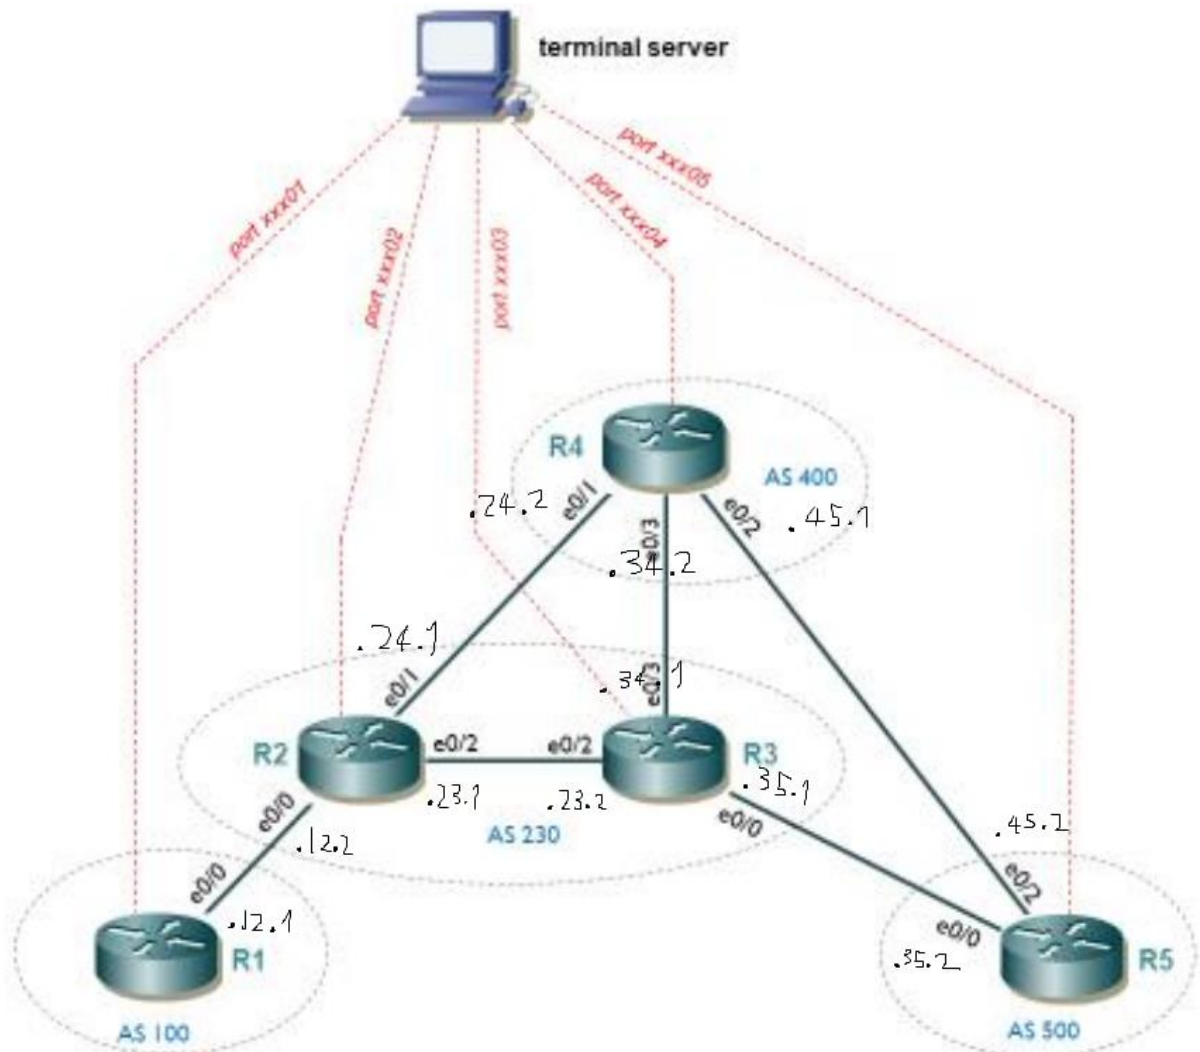 terminal server
port xxx01
port xxx02
port xxx03
port xxx04
port xxx05
R4
AS 400
e0/1
e0/3
e0/2
.24.2
.34.2
.45.1
.24.1
.34.1
e0/1
e0/3
R2
e0/2
e0/2
R3
.23.1
.23.2
.35.1
e0/0
AS 230
e0/0
.12.2
.45.2
e0/2
e0/0
.12.1
e0/0
.35.2
R1
R5
AS 100
AS 500